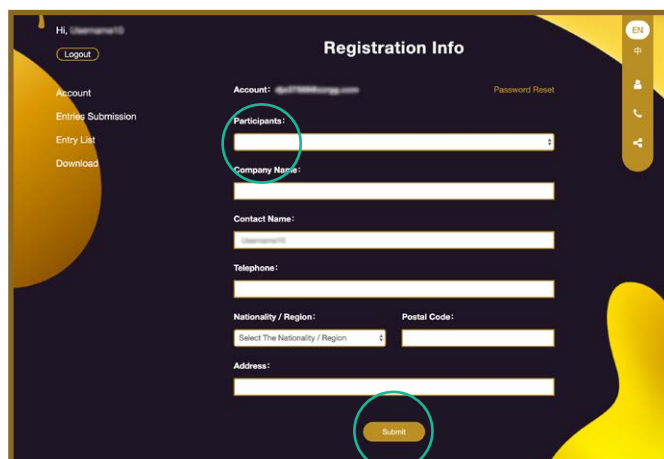 Hi,
Logout
Account
Entries Submission
Entry List
Download
Registration Info
Account:
Password Reset
Participants:
Company Name:
Contact Name:
Username10
Telephone:
Nationality / Region:
Postal Code:
Select The Nationality / Region
Address:
Submit
EN
中